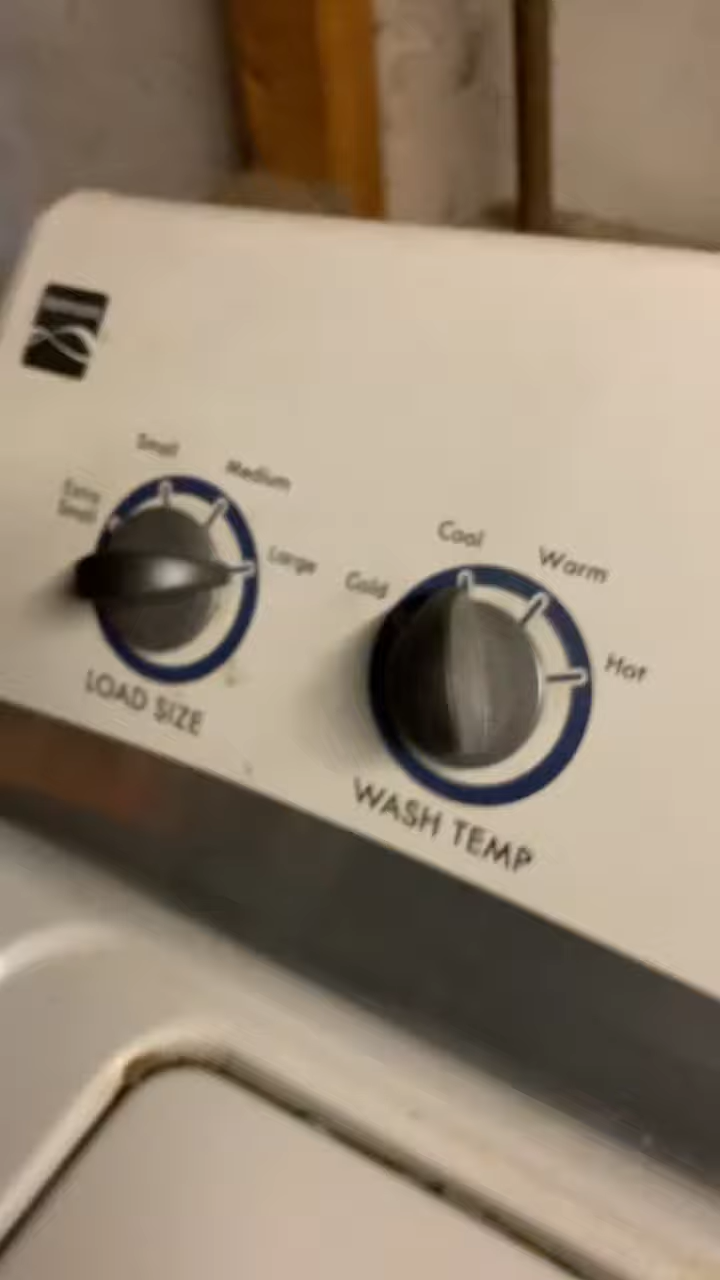 Small
Medium
Extra
Small
Large
LOAD SIZE
Cool
Warm
Cold
Hot
WASH TEMP